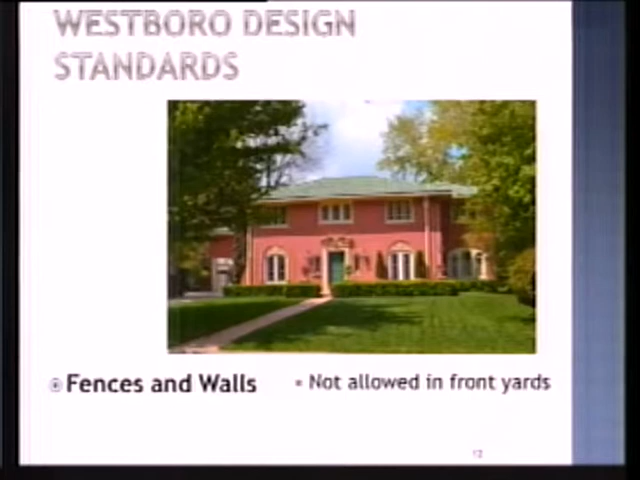 WESTBORO DESIGN
STANDARDS
Fences and Walls
Not allowed in front yards
12